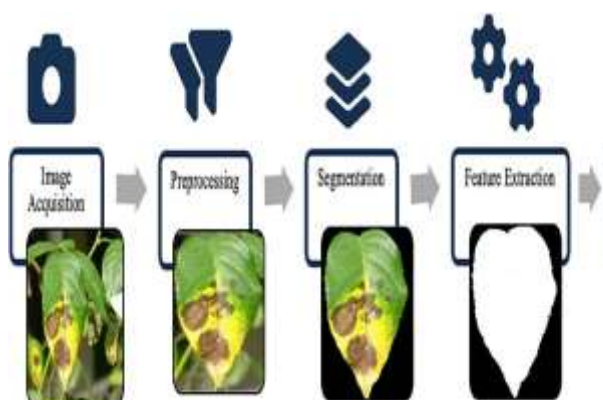 Image
Acquisition
Preprocessing
Segmentation
Feature Extraction